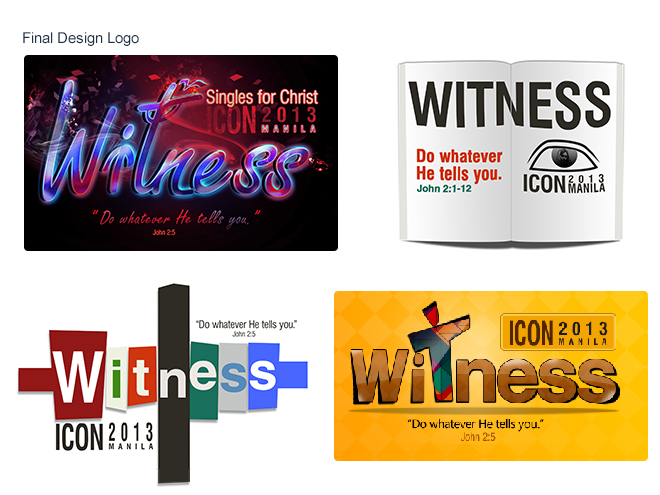 Final Design Logo
Singles for Christ
ICON 2013
MANILA
Witness
"Do whatever He tells you."
John 2:5
WITNESS
Do whatever
He tells you.
John 2:1-12
ICON 2013
MANILA
"Do whatever He tells you."
John 2:5
Witness
ICON 2013
MANILA
ICON 2013
MANILA
Witness
"Do whatever He tells you."
John 2:5